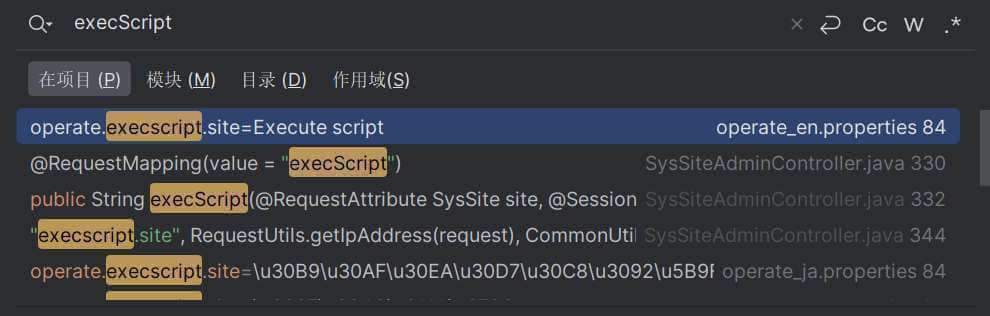 execScript
Cc W .*
在项目 (P) 模块 (M) 目录 (D) 作用域(S)
operate.execscript.site=Execute script operate_en.properties 84
@RequestMapping(value = "execScript") SysSiteAdminController.java 330
public String execScript(@RequestAttribute SysSite site, @Session SysSiteAdminController.java 332
"execscript.site", RequestUtils.getIpAddress(request), CommonUtil SysSiteAdminController.java 344
operate.execscript.site=\u30B9\u30AF\u30EA\u30D7\u30C8\u3092\u5B9F operate_ja.properties 84